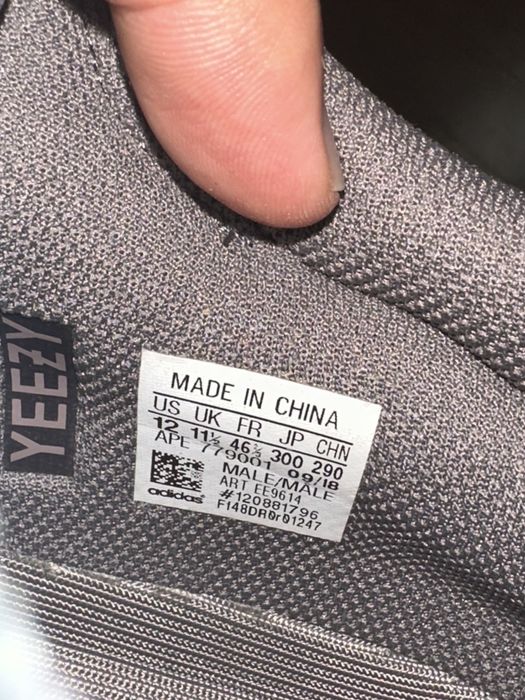 YEEZY
MADE IN CHINA
US UK FR JP CHN
12 11½ 46⅔ 300 290
APE 779001 09/18
MALE/MALE
ART EE9614
#120881796
adidas
F148DR0r01247